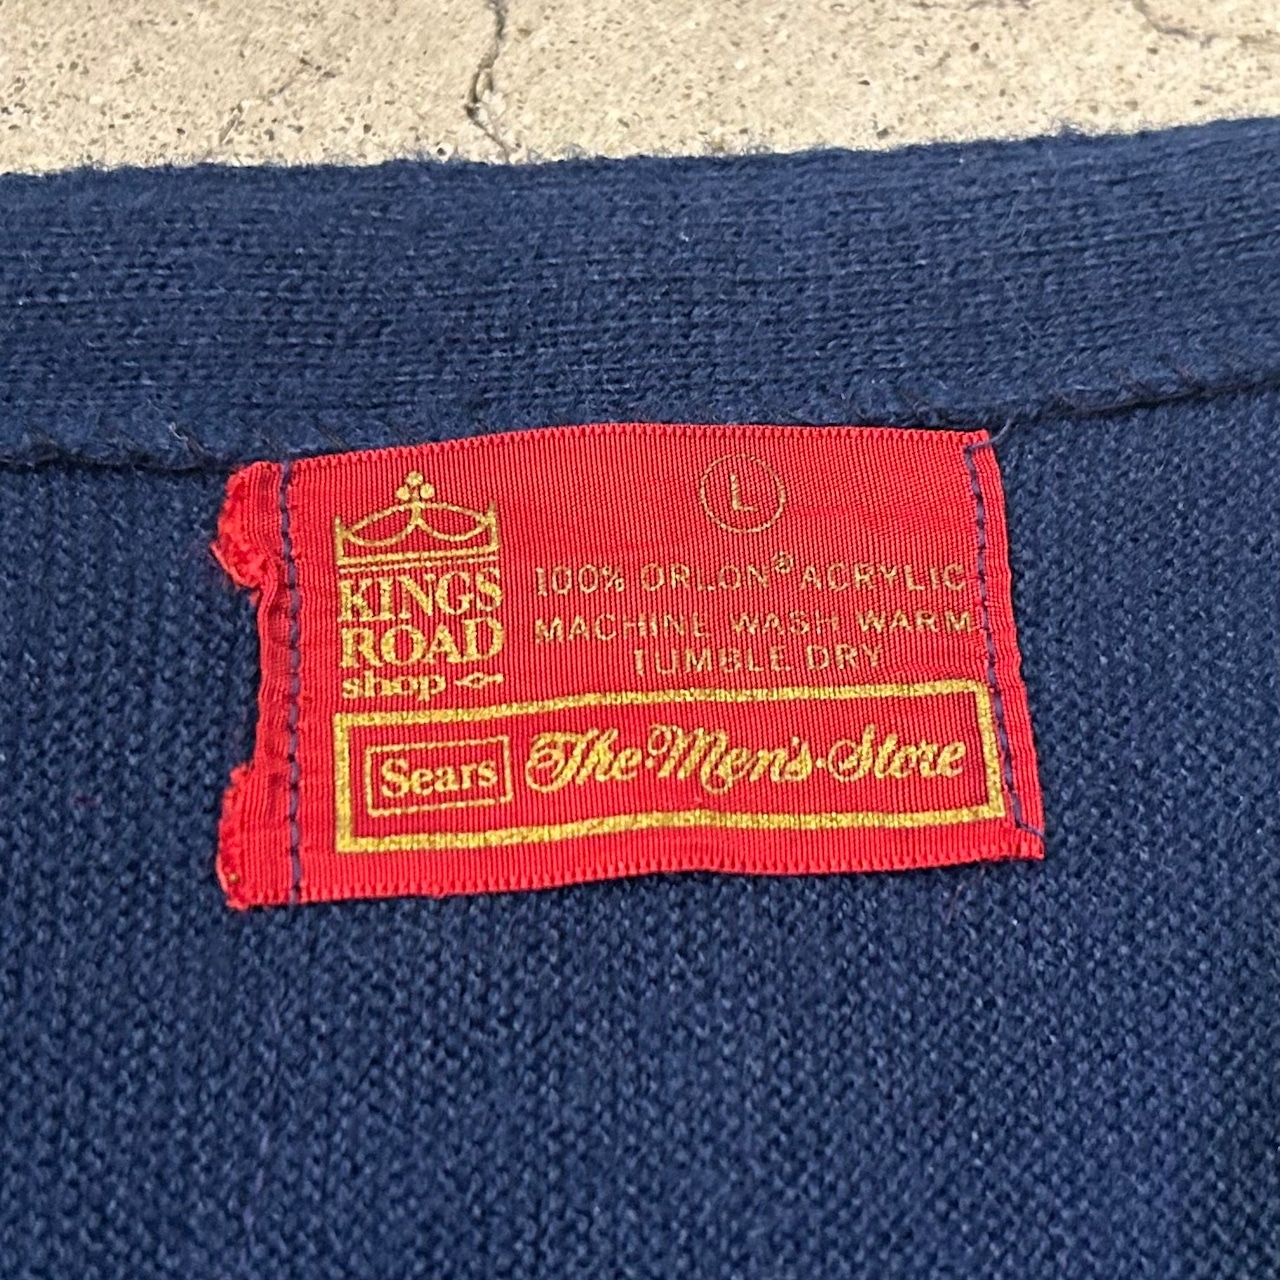 L
KINGS
ROAD
shop
100% ORLON® ACRYLIC
MACHINE WASH WARM
TUMBLE DRY
Sears The Men's Store